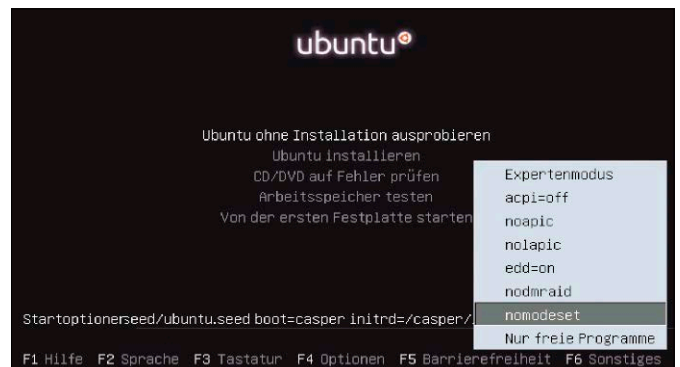 ubuntu
Ubuntu ohne Installation ausprobieren
Ubuntu installieren
CD/DVD auf Fehler prüfen
Arbeitsspeicher testen
Von der ersten Festplatte starten
Expertenmodus
acpi=off
noapic
nolapic
edd=on
nodmraid
nomodeset
Nur freie Programme
Startoptionerseed/ubuntu.seed boot=casper initrd=/casper/
F1 Hilfe F2 Sprache F3 Tastatur F4 Optionen F5 Barrierefreiheit F6 Sonstiges